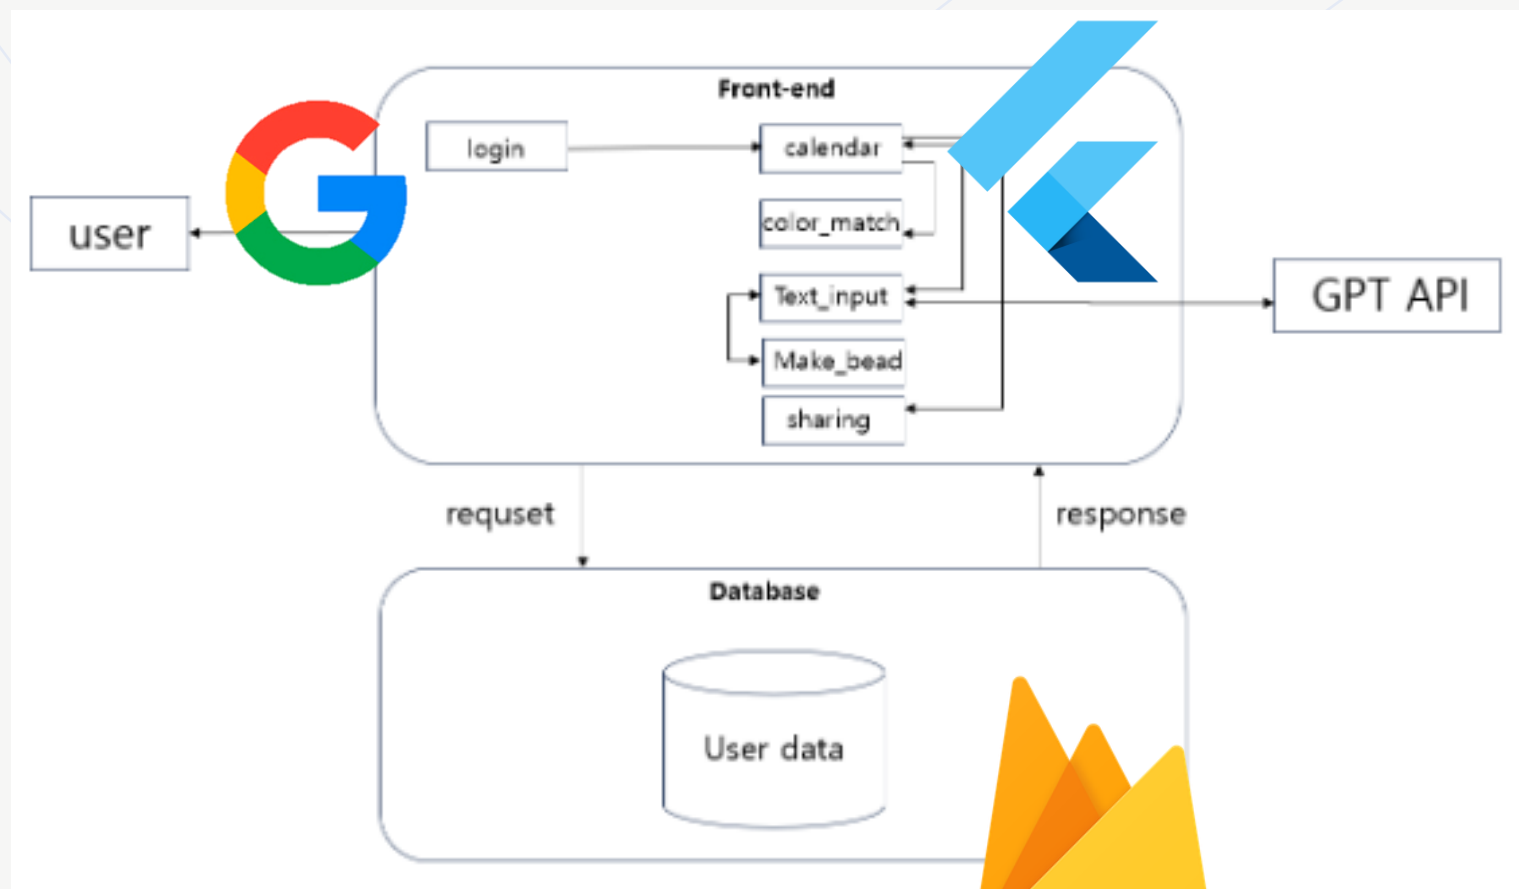 Front-end
login
calendar
color_match
user
Text_input
GPT API
Make_bead
sharing
requset
response
Database
User data